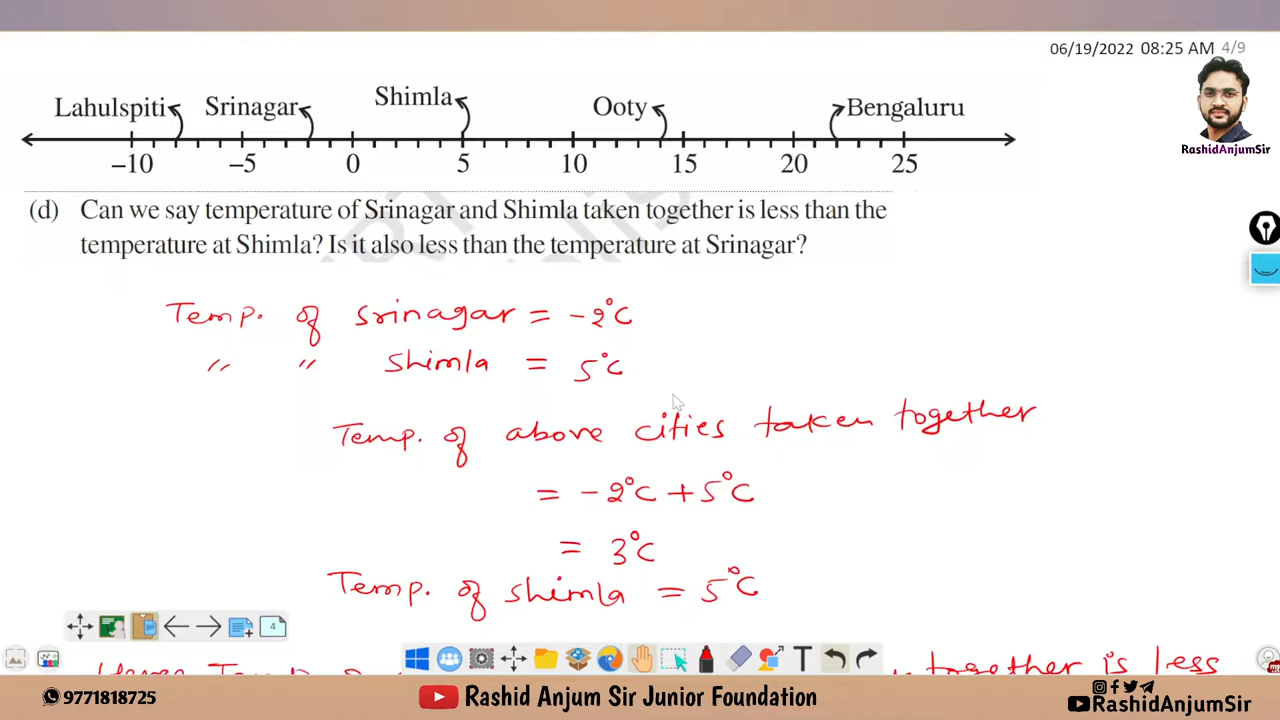 06/19/2022 08:25 AM 4/9
Lahulspiti Srinagar Shimla Ooty Bengaluru
RashidAnjumSir
–10 –5 0 5 10 15 20 25
(d) Can we say temperature of Srinagar and Shimla taken together is less than the
temperature at Shimla? Is it also less than the temperature at Srinagar?
Temp. of srinagar = -2°C
" " shimla = 5°C
Temp. of above cities taken together
= -2°C + 5°C
= 3°C
Temp. of shimla = 5°C
4
together is less
9771818725
Rashid Anjum Sir Junior Foundation
RashidAnjumSir